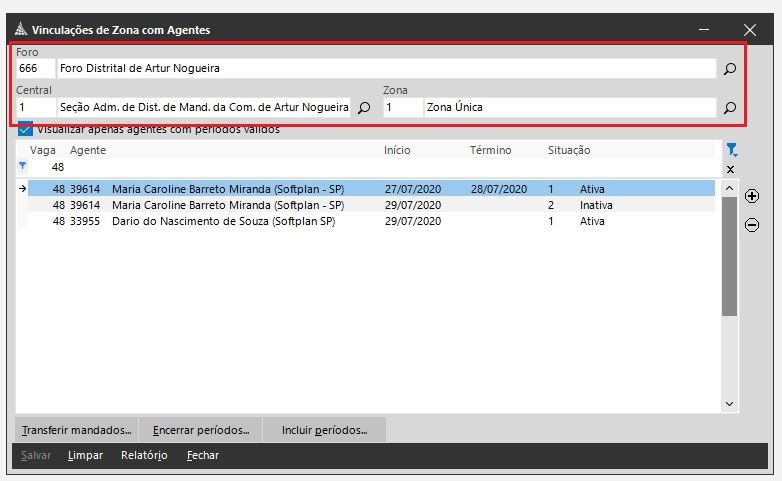 Vinculações de Zona com Agentes
Foro
666 Foro Distrital de Artur Nogueira
Central Zona
1 Seção Adm. de Dist. de Mand. da Com. de Artur Nogueira 1 Zona Única
Visualizar apenas agentes com períodos válidos
Vaga Agente Início Término Situação
48
48 39614 Maria Caroline Barreto Miranda (Softplan - SP) 27/07/2020 28/07/2020 1 Ativa
48 39614 Maria Caroline Barreto Miranda (Softplan - SP) 29/07/2020 2 Inativa
48 33955 Dario do Nascimento de Souza (Softplan SP) 29/07/2020 1 Ativa
Transferir mandados... Encerrar períodos... Incluir períodos...
Salvar Limpar Relatório Fechar